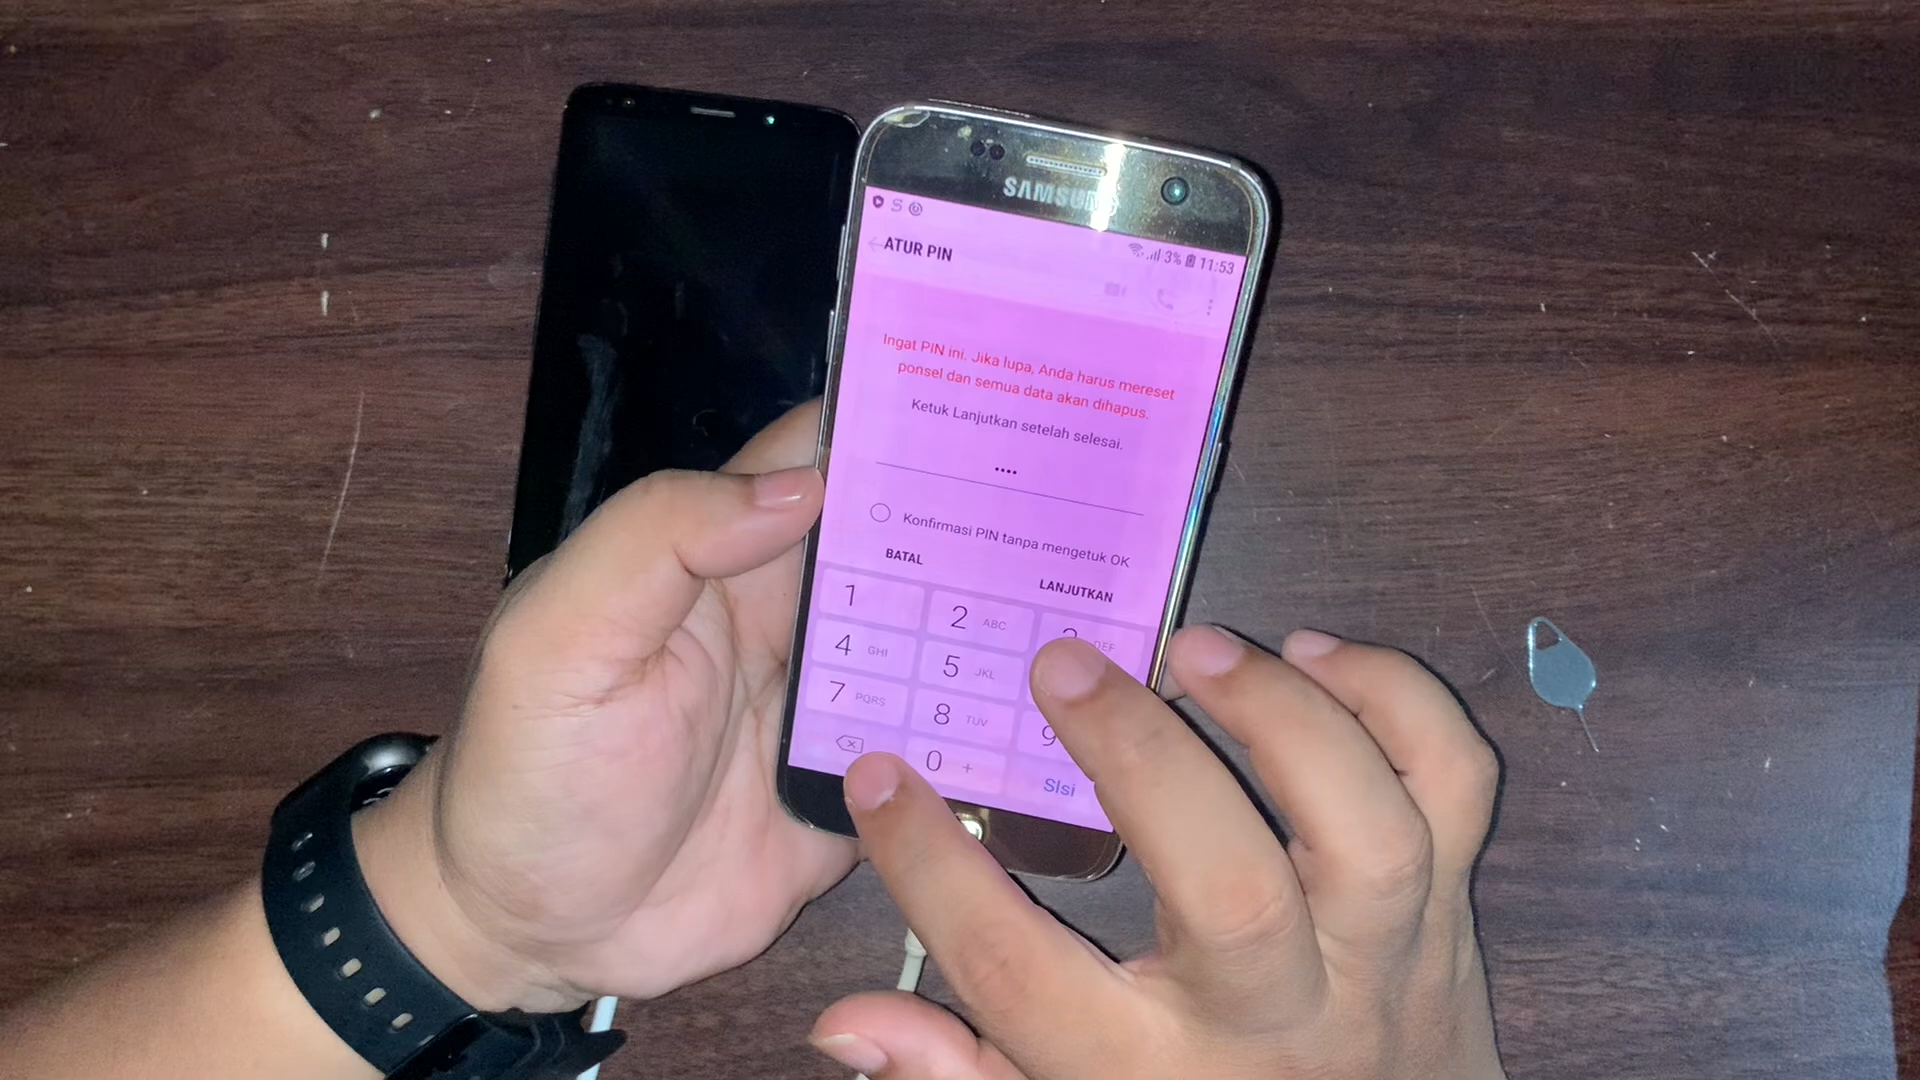 SAMSUNG
3% 11:53
ATUR PIN
Ingat PIN ini. Jika lupa, Anda harus mereset
ponsel dan semua data akan dihapus.
Ketuk Lanjutkan setelah selesai.
••••
Konfirmasi PIN tanpa mengetuk OK
BATAL
LANJUTKAN
1
2 ABC
3 DEF
4 GHI
5 JKL
7 PQRS
8 TUV
9
0 +
Slsi